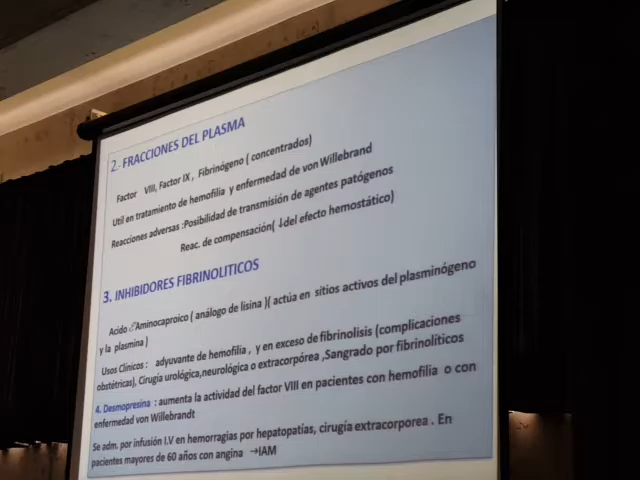 2.- FRACCIONES DEL PLASMA
Factor VIII, Factor IX , Fibrinógeno ( concentrados)
Util en tratamiento de hemofilia y enfermedad de von Willebrand
Reacciones adversas :Posibilidad de transmisión de agentes patógenos
Reac. de compensación( ↓del efecto hemostático)
3. INHIBIDORES FIBRINOLITICOS
Acido Aminocaproico ( análogo de lisina )( actúa en sitios activos del plasminógeno
y la plasmina )
Usos Clínicos : adyuvante de hemofilia , y en exceso de fibrinolisis (complicaciones
obstétricas), Cirugia urológica,neurológica o extracorpórea ,Sangrado por fibrinolíticos
4. Desmopresina : aumenta la actividad del factor VIII en pacientes con hemofilia o con
enfermedad von Willebrandt
Se adm. por infusión I.V en hemorragias por hepatopatías, cirugía extracorporea . En
pacientes mayores de 60 años con angina →IAM